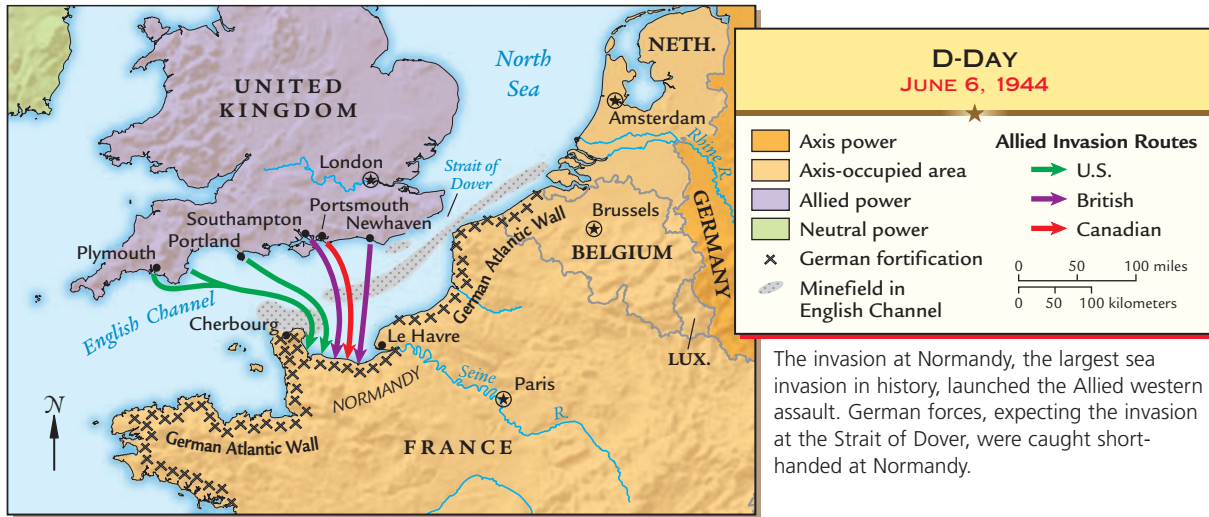 North
Sea
NETH.
UNITED
KINGDOM
Amsterdam
Rhine R.
London
Strait of
Dover
Portsmouth
Southampton
Newhaven
Portland
Plymouth
Brussels
BELGIUM
GERMANY
German Atlantic Wall
English Channel
Cherbourg
Le Havre
LUX.
NORMANDY
Seine
R.
Paris
N
German Atlantic Wall
FRANCE
D-DAY
JUNE 6, 1944
Axis power
Axis-occupied area
Allied power
Neutral power
German fortification
Minefield in
English Channel
Allied Invasion Routes
U.S.
British
Canadian
0 50 100 miles
0 50 100 kilometers
The invasion at Normandy, the largest sea
invasion in history, launched the Allied western
assault. German forces, expecting the invasion
at the Strait of Dover, were caught short-
handed at Normandy.